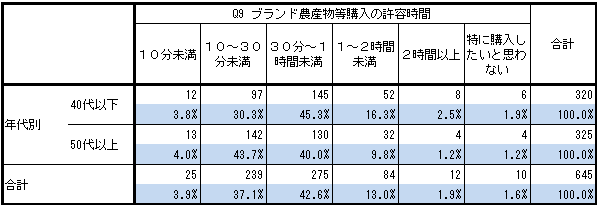 Q9 ブランド農産物等購入の許容時間
10分未満 10～30分未満 30分～1時間未満 1～2時間未満 2時間以上 特に購入したいと思わない 合計
年代別 40代以下 12 97 145 52 8 6 320
3.8% 30.3% 45.3% 16.3% 2.5% 1.9% 100.0%
50代以上 13 142 130 32 4 4 325
4.0% 43.7% 40.0% 9.8% 1.2% 1.2% 100.0%
合計 25 239 275 84 12 10 645
3.9% 37.1% 42.6% 13.0% 1.9% 1.6% 100.0%